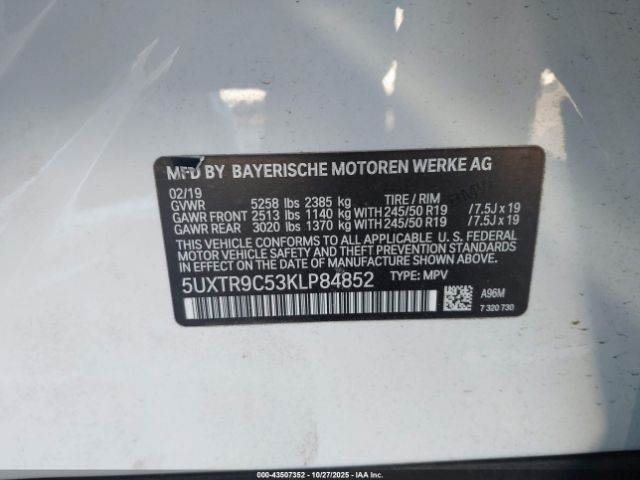 MFD BY BAYERISCHE MOTOREN WERKE AG
02/19
GVWR 5258 lbs 2385 kg TIRE / RIM
GAWR FRONT 2513 lbs 1140 kg WITH 245/50 R19 / 7.5J x 19
GAWR REAR 3020 lbs 1370 kg WITH 245/50 R19 / 7.5J x 19
THIS VEHICLE CONFORMS TO ALL APPLICABLE FEDERAL
MOTOR VEHICLE SAFETY, BUMPER, AND THEFT PREVENTION STANDARDS
IN EFFECT ON THE DATE OF MANUFACTURE SHOWN ABOVE.
5UXTR9C53KLP84852 TYPE: MPV
A96M
7 320 730
000-43507352 | 10/27/2025 - IAAI.com